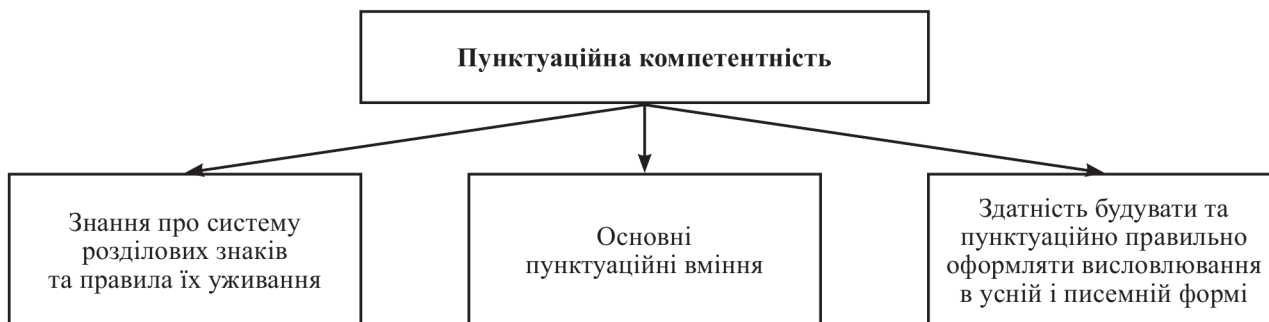 Пунктуаційна компетентність
Знання про систему
розділових знаків
та правила їх уживання
Основні
пунктуаційні вміння
Здатність будувати та
пунктуаційно правильно
оформляти висловлювання
в усній і писемній формі